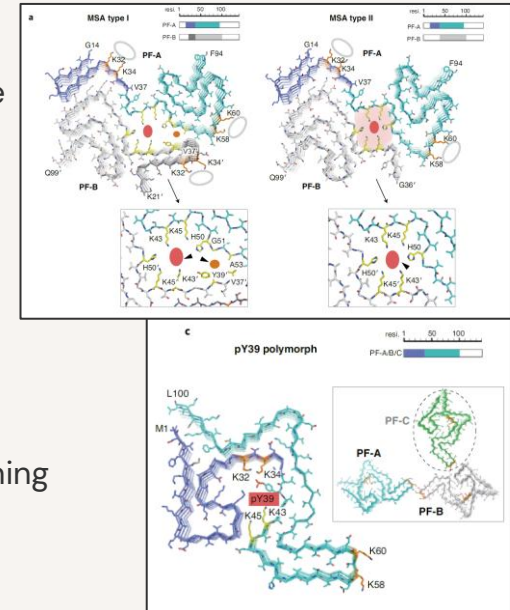 a
MSA type I
resi. 1 50 100
PF-A
PF-B
G14
PF-A
K32
K34
V37
F94
K60
K58
V37'
K32'
K34'
Q99'
PF-B
K21'
K43
K45
H50
G51
H50'
K45'
K43'
Y39'
A53
V37'
MSA type II
resi. 1 50 100
PF-A
PF-B
G14
PF-A
K32
K34
V37
F94
K60
K58
Q99'
PF-B
G36'
K43
K45
H50
H50'
K45'
K43'
c
pY39 polymorph
resi. 1 50 100
PF-A/B/C
L100
M1
K32
K34
pY39
K45
K43
K60
K58
PF-C
PF-A
PF-B